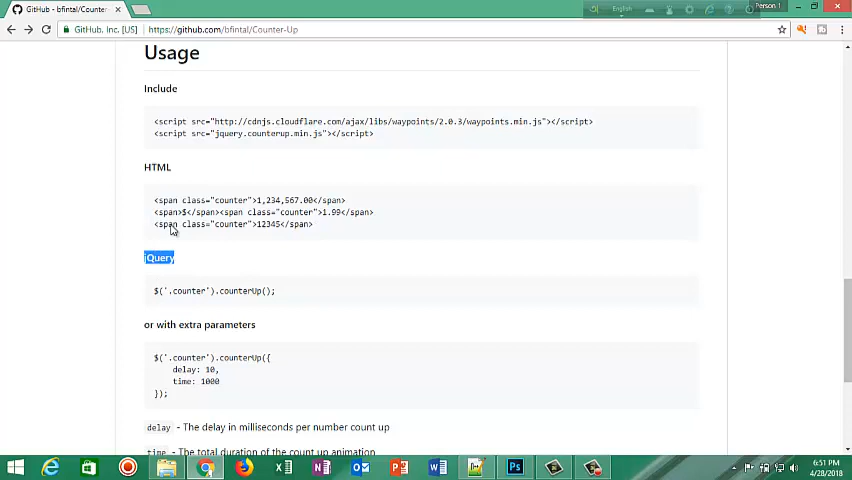 GitHub - bfintal/Counter-
Person 1
English
GitHub, Inc. [US]
https://github.com/bfintal/Counter-Up
Usage
Include
<script src="http://cdnjs.cloudflare.com/ajax/libs/waypoints/2.0.3/waypoints.min.js"></script>
<script src="jquery.counterup.min.js"></script>
HTML
<span class="counter">1,234,567.00</span>
<span>$</span><span class="counter">1.99</span>
<span class="counter">12345</span>
jQuery
$('.counter').counterUp();
or with extra parameters
$('.counter').counterUp({
delay: 10,
time: 1000
});
delay - The delay in milliseconds per number count up
time - The total duration of the count up animation
6:51 PM
4/28/2018